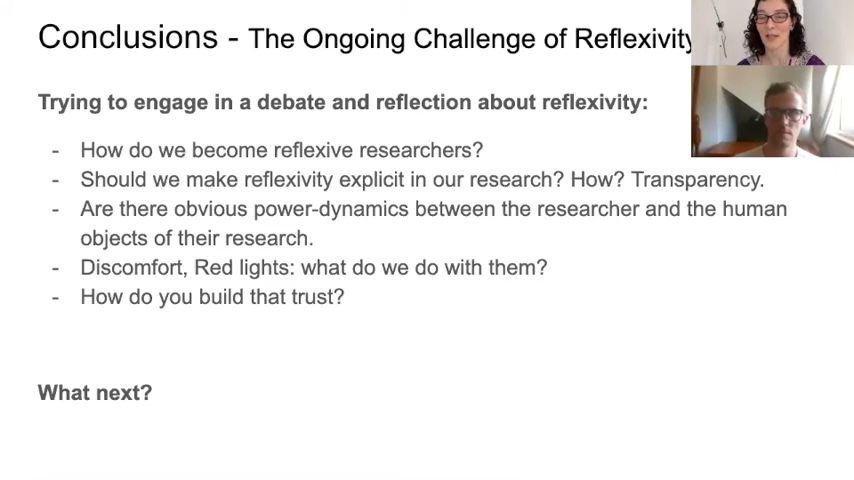 Conclusions - The Ongoing Challenge of Reflexivity
Trying to engage in a debate and reflection about reflexivity:
- How do we become reflexive researchers?
- Should we make reflexivity explicit in our research? How? Transparency.
- Are there obvious power-dynamics between the researcher and the human
objects of their research.
- Discomfort, Red lights: what do we do with them?
- How do you build that trust?
What next?